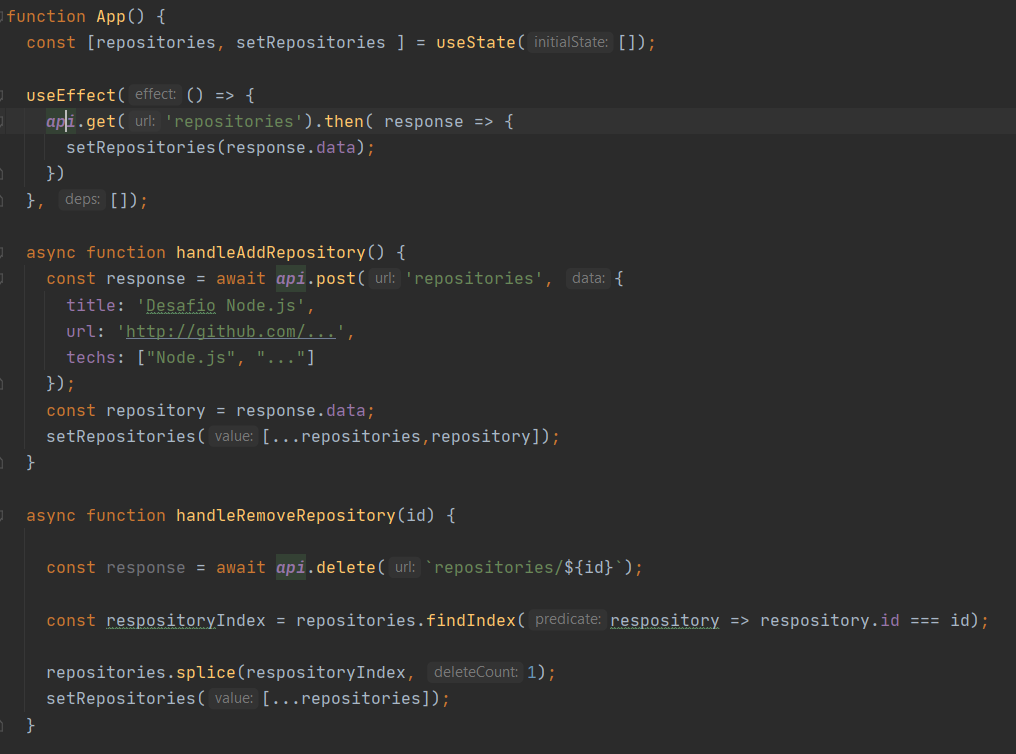 function App() {
const [repositories, setRepositories ] = useState( initialState: []);
useEffect( effect: () => {
api.get( url: 'repositories').then( response => {
setRepositories(response.data);
})
}, deps: []);
async function handleAddRepository() {
const response = await api.post( url: 'repositories', data: {
title: 'Desafio Node.js',
url: 'http://github.com/...',
techs: ["Node.js", "..."]
});
const repository = response.data;
setRepositories( value: [...repositories,repository]);
}
async function handleRemoveRepository(id) {
const response = await api.delete( url: `repositories/${id}`);
const respositoryIndex = repositories.findIndex( predicate: respository => respository.id === id);
repositories.splice(respositoryIndex, deleteCount: 1);
setRepositories( value: [...repositories]);
}